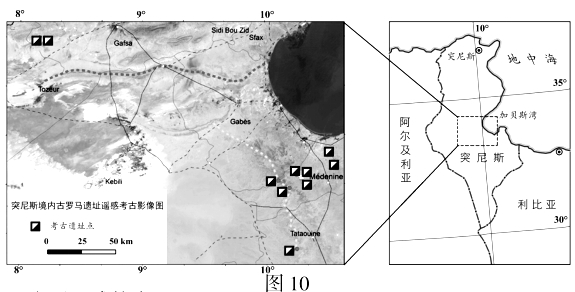 8° 9° 10°
Sidi Bou Zid
Gafsa
Sfax
Tozeur
Gabés
Kebili
Médenine
突尼斯境内古罗马遗址遥感考古影像图
考古遗址点
0 25 50 km
Tataouine
8° 9° 10°
10°
突尼斯
地中海
35°
加贝斯湾
阿尔及利亚
突尼斯
利比亚
30°
图10